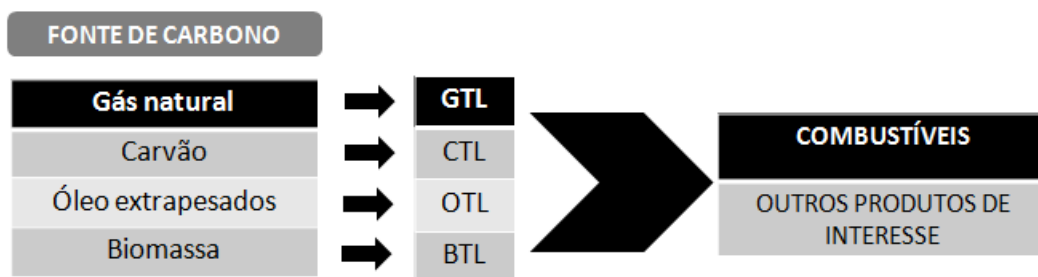 FONTE DE CARBONO
Gás natural
GTL
Carvão
CTL
Óleo extrapesados
OTL
Biomassa
BTL
COMBUSTÍVEIS
OUTROS PRODUTOS DE
INTERESSE